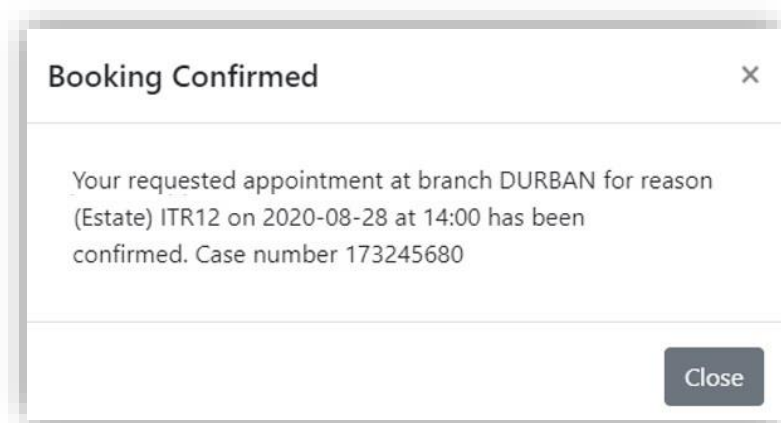 Booking Confirmed ×
Your requested appointment at branch DURBAN for reason
(Estate) ITR12 on 2020-08-28 at 14:00 has been
confirmed. Case number 173245680
Close